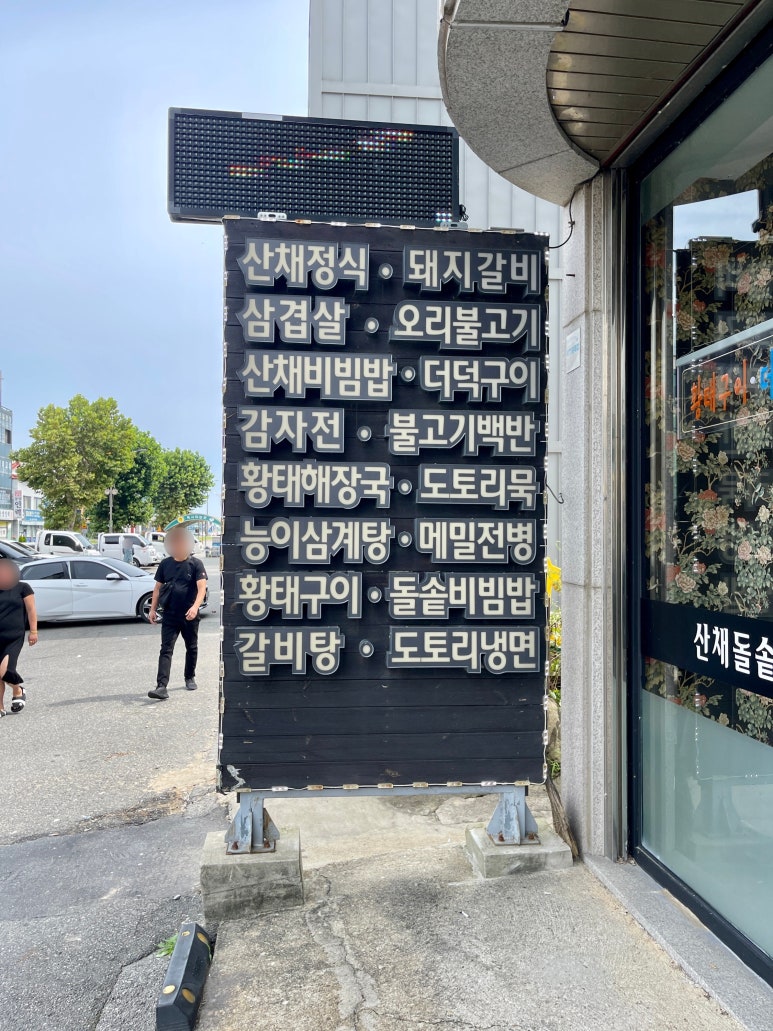 산채정식 • 돼지갈비
삼겹살 • 오리불고기
산채비빔밥 • 더덕구이
감자전 • 불고기백반
황태해장국 • 도토리묵
능이삼계탕 • 메밀전병
황태구이 • 돌솥비빔밥
갈비탕 • 도토리냉면
황태구이
산채돌솥